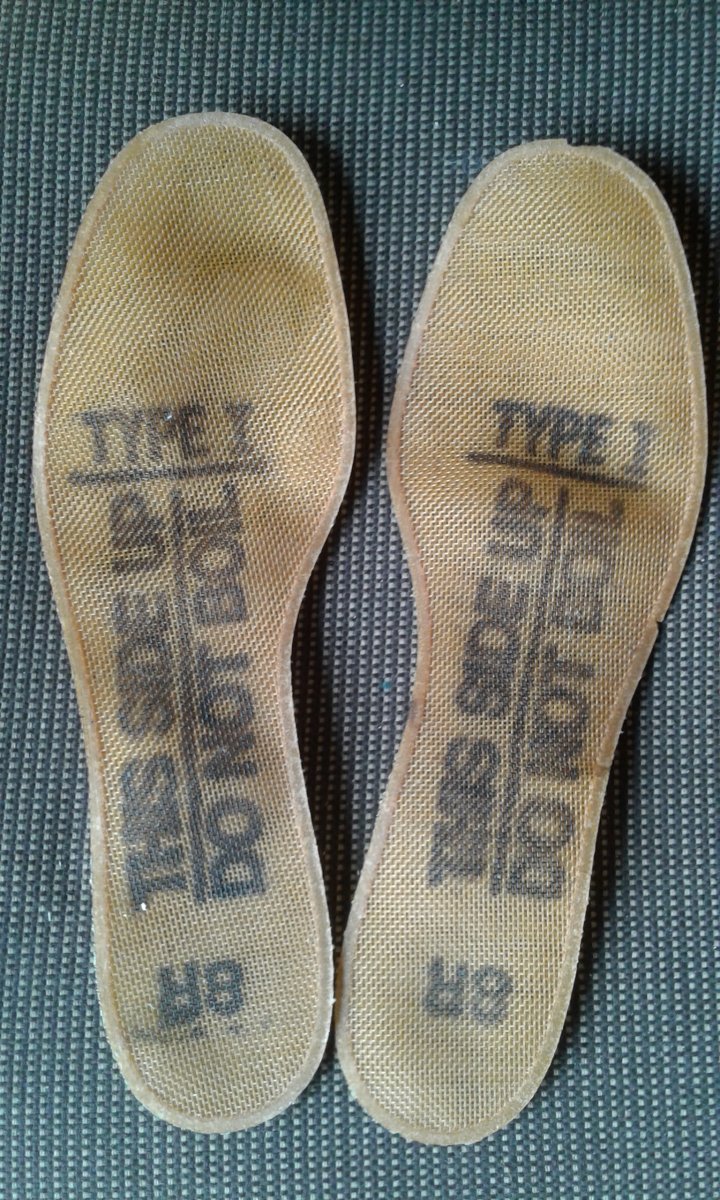 TYPE I
THIS SIDE UP
DO NOT BOIL
8R
TYPE I
THIS SIDE UP
DO NOT BOIL
8R